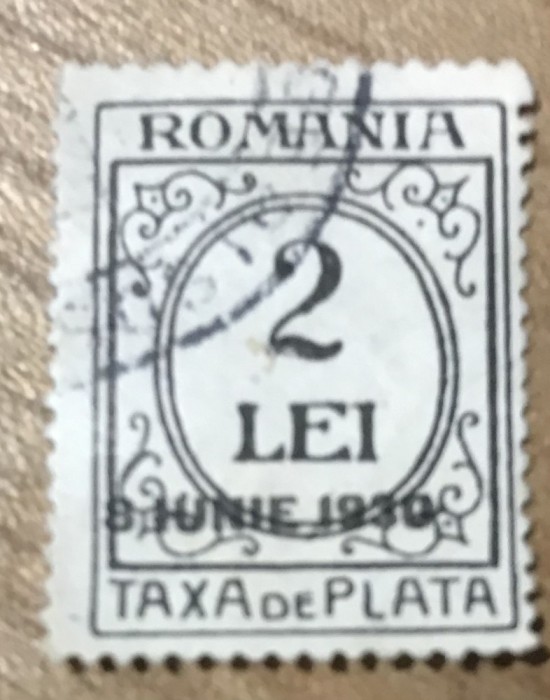 ROMANIA
2
LEI
8 IUNIE 1930
TAXA DE PLATA